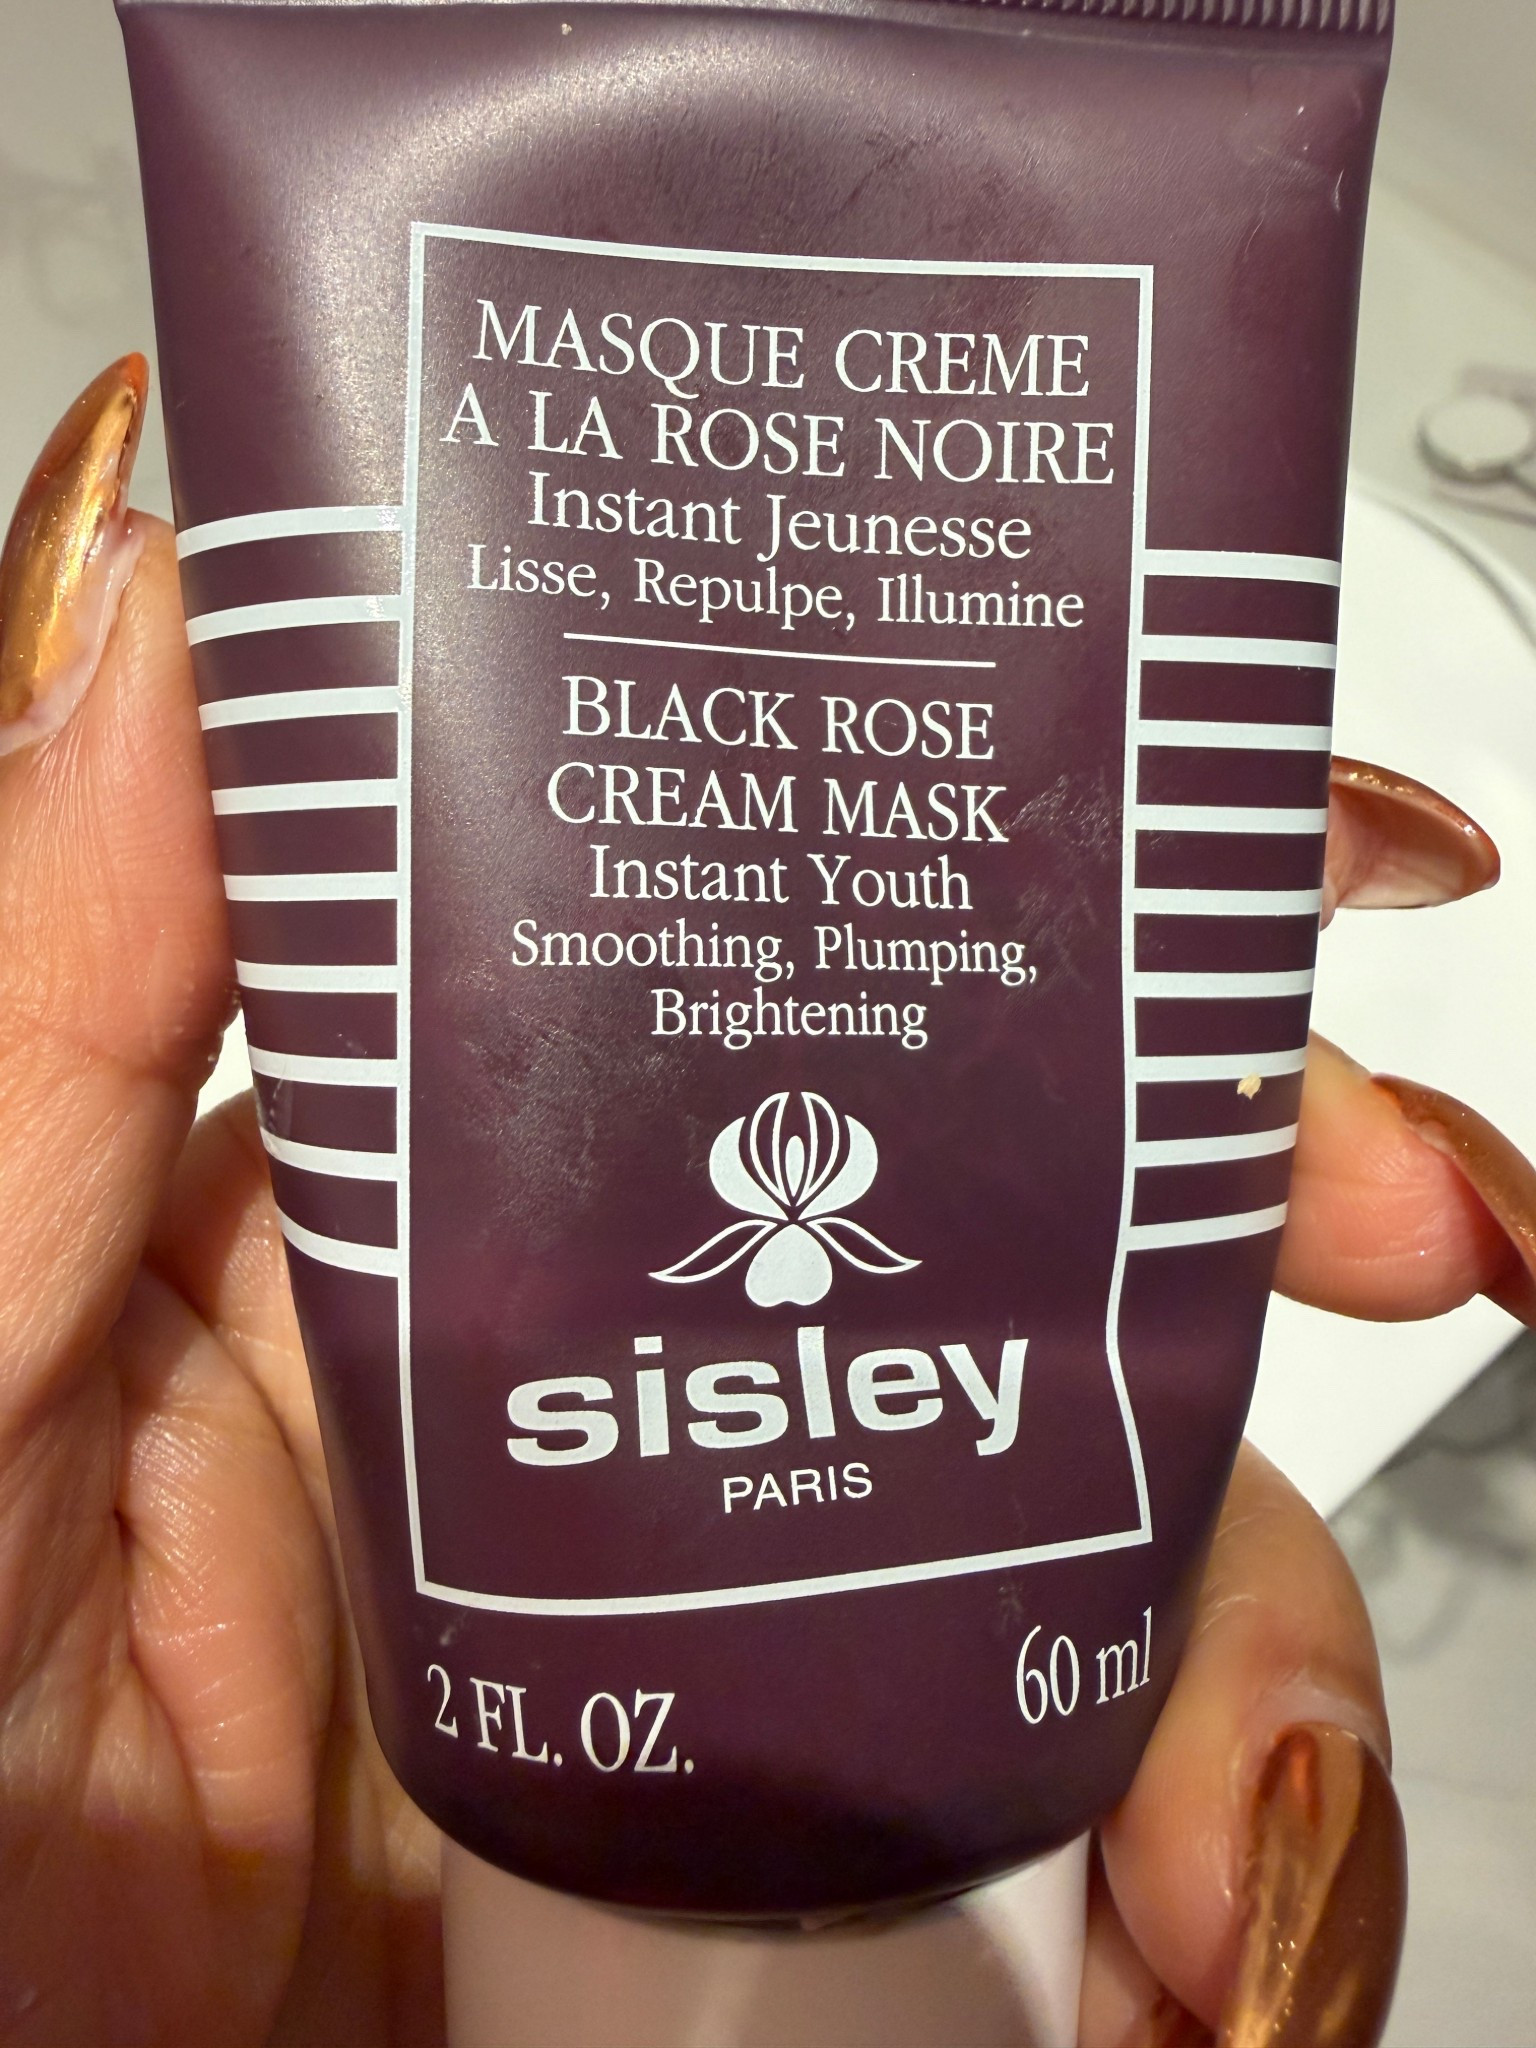 MASQUE CREME
A LA ROSE NOIRE
Instant Jeunesse
Lisse, Repulpe, Illumine
BLACK ROSE
CREAM MASK
Instant Youth
Smoothing, Plumping,
Brightening
sisley
PARIS
2 FL. OZ. 60 ml